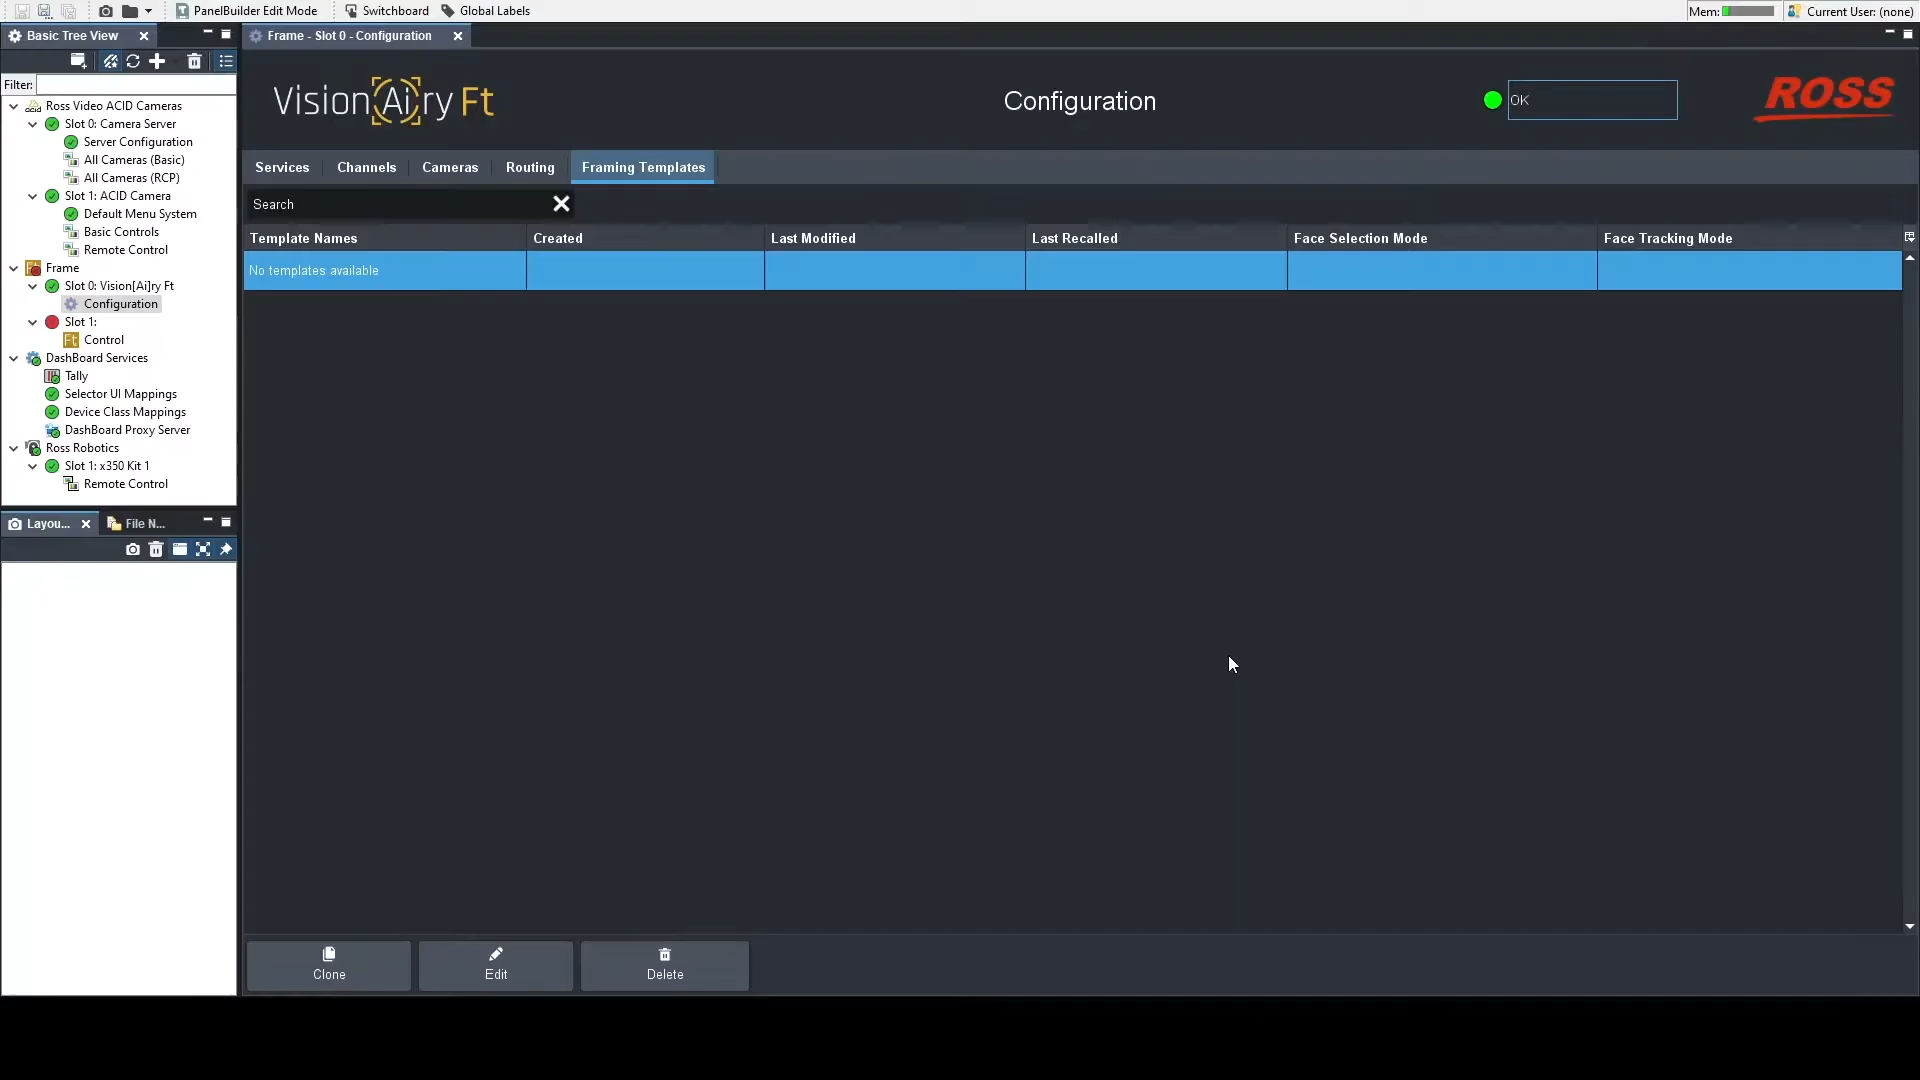 PanelBuilder Edit Mode Switchboard Global Labels Mem: Current User: (none)
Basic Tree View
Frame - Slot 0 - Configuration
Filter:
Ross Video ACID Cameras
Slot 0: Camera Server
Server Configuration
All Cameras (Basic)
All Cameras (RCP)
Slot 1: ACID Camera
Default Menu System
Basic Controls
Remote Control
Frame
Slot 0: Vision[Ai]ry Ft
Configuration
Slot 1:
Ft Control
DashBoard Services
Tally
Selector UI Mappings
Device Class Mappings
DashBoard Proxy Server
Ross Robotics
Slot 1: x350 Kit 1
Remote Control
Layou... File N...
Vision[Ai]ry Ft
Configuration
OK
ROSS
Services Channels Cameras Routing Framing Templates
Search
Template Names Created Last Modified Last Recalled Face Selection Mode Face Tracking Mode
No templates available
Clone Edit Delete